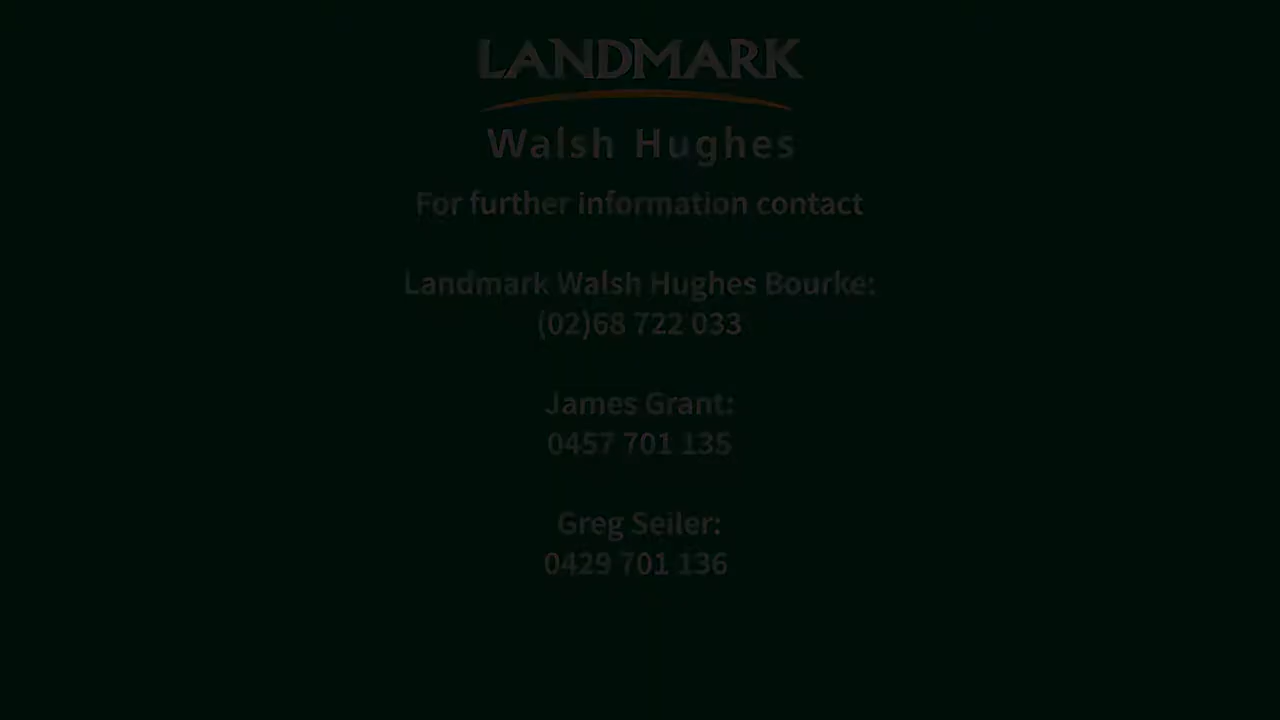 LANDMARK
Walsh Hughes
For further information contact
Landmark Walsh Hughes Bourke:
(02)68 722 033
James Grant:
0457 701 135
Greg Seiler:
0429 701 136